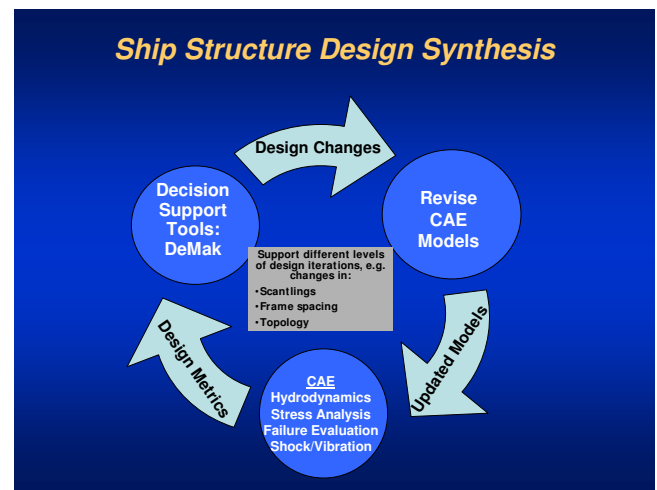 Ship Structure Design Synthesis
Design Changes
Decision
Support
Tools:
DeMak
Revise
CAE
Models
Support different levels
of design iterations, e.g.
changes in:
•Scantlings
•Frame spacing
•Topology
Updated Models
Design Metrics
CAE
Hydrodynamics
Stress Analysis
Failure Evaluation
Shock/Vibration